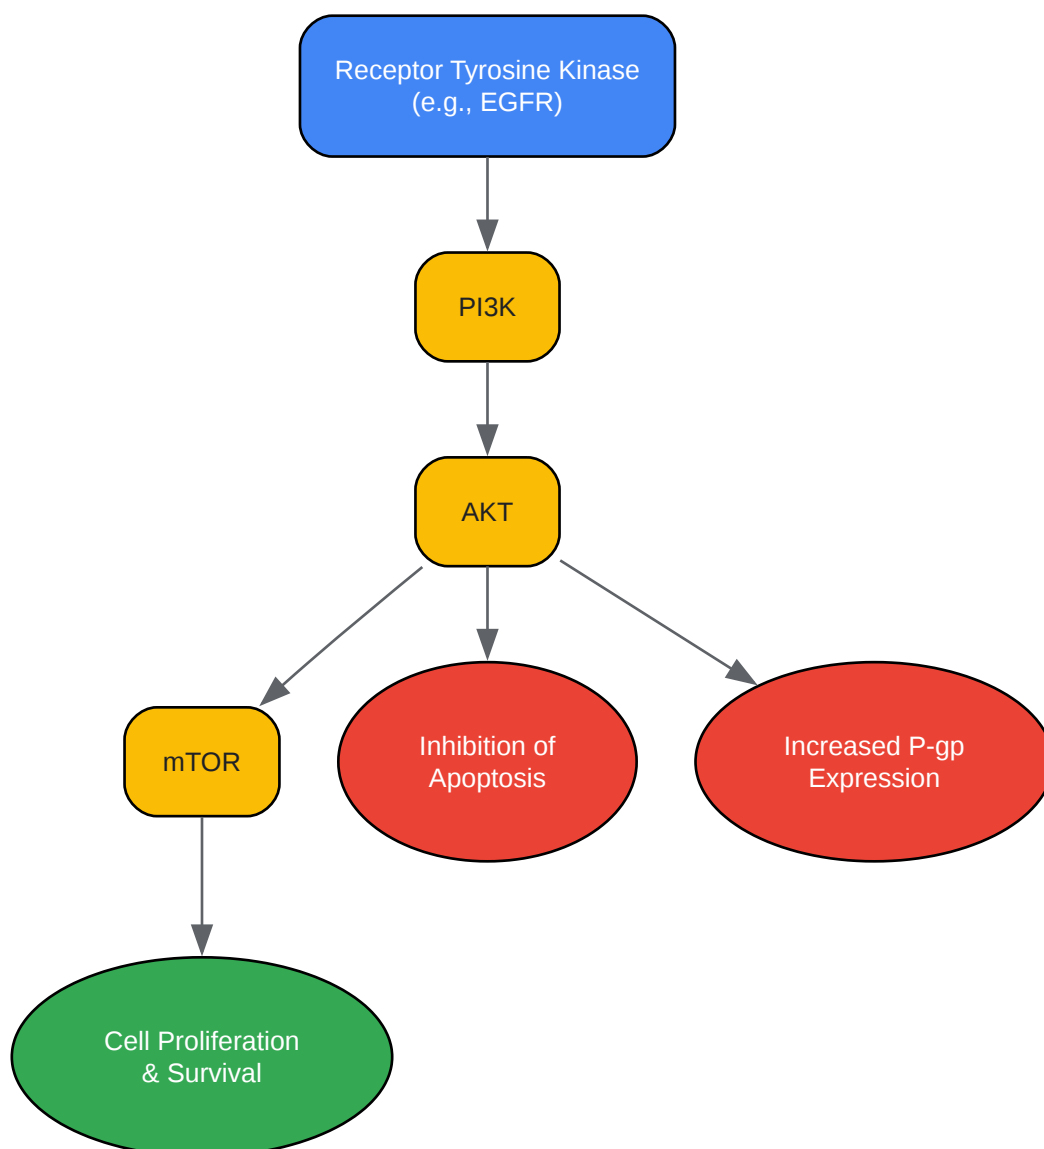 Receptor Tyrosine Kinase
(e.g., EGFR)
PI3K
AKT
mTOR
Inhibition of
Apoptosis
Increased P-gp
Expression
Cell Proliferation
& Survival